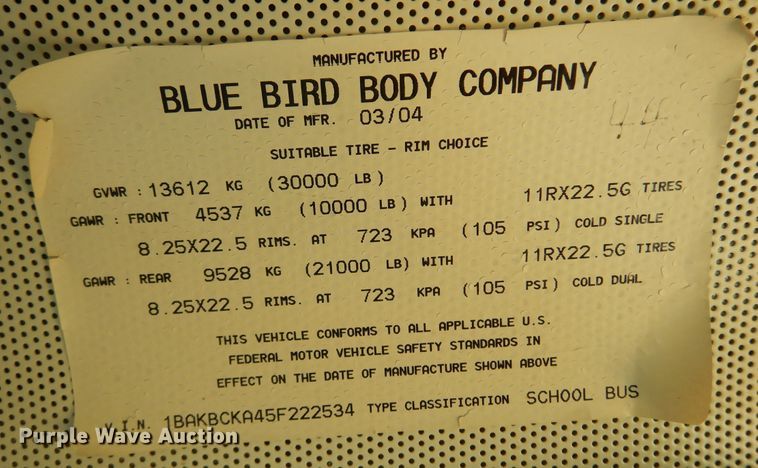 MANUFACTURED BY
BLUE BIRD BODY COMPANY
DATE OF MFR. 03/04
44
SUITABLE TIRE - RIM CHOICE
GVWR : 13612 KG (30000 LB)
GAWR : FRONT 4537 KG (10000 LB) WITH 11RX22.5G TIRES
8.25X22.5 RIMS. AT 723 KPA (105 PSI) COLD SINGLE
GAWR : REAR 9528 KG (21000 LB) WITH 11RX22.5G TIRES
8.25X22.5 RIMS. AT 723 KPA (105 PSI) COLD DUAL
THIS VEHICLE CONFORMS TO ALL APPLICABLE U.S.
FEDERAL MOTOR VEHICLE SAFETY STANDARDS IN
EFFECT ON THE DATE OF MANUFACTURE SHOWN ABOVE
V.I.N. 1BAKBCKA45F222534 TYPE CLASSIFICATION SCHOOL BUS
Purple Wave Auction